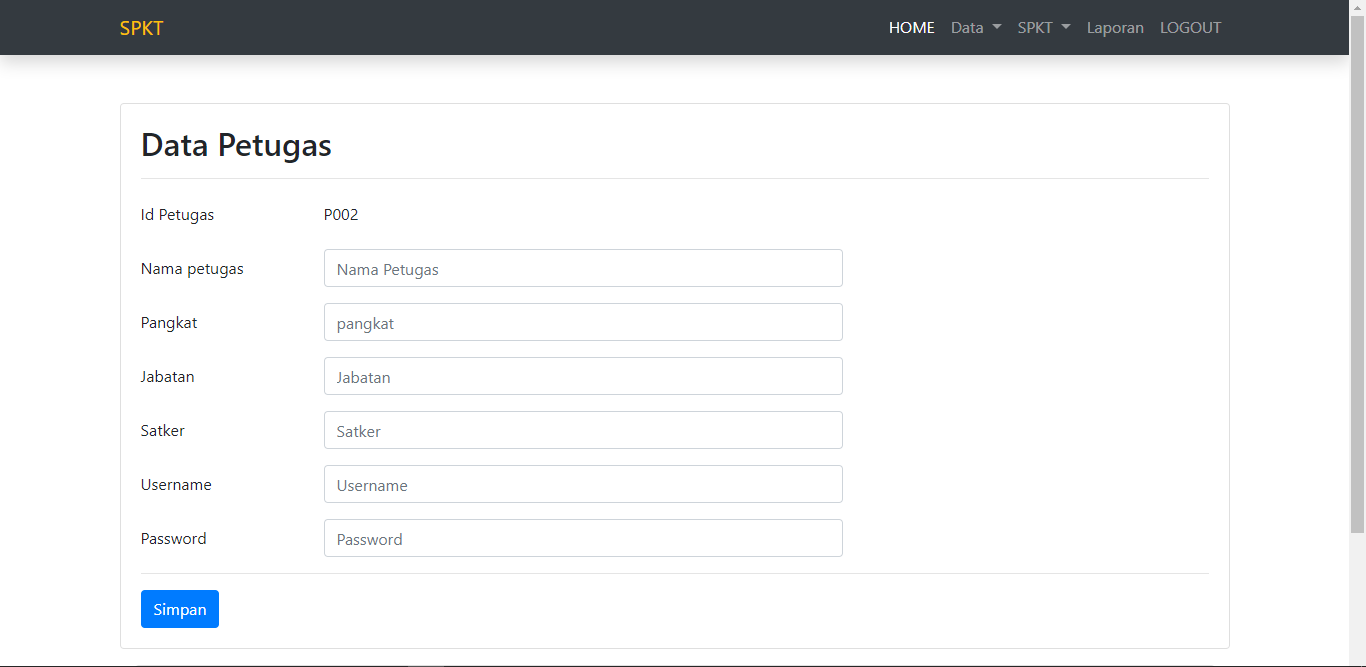 SPKT HOME Data SPKT Laporan LOGOUT
Data Petugas
Id Petugas P002
Nama petugas Nama Petugas
Pangkat pangkat
Jabatan Jabatan
Satker Satker
Username Username
Password Password
Simpan